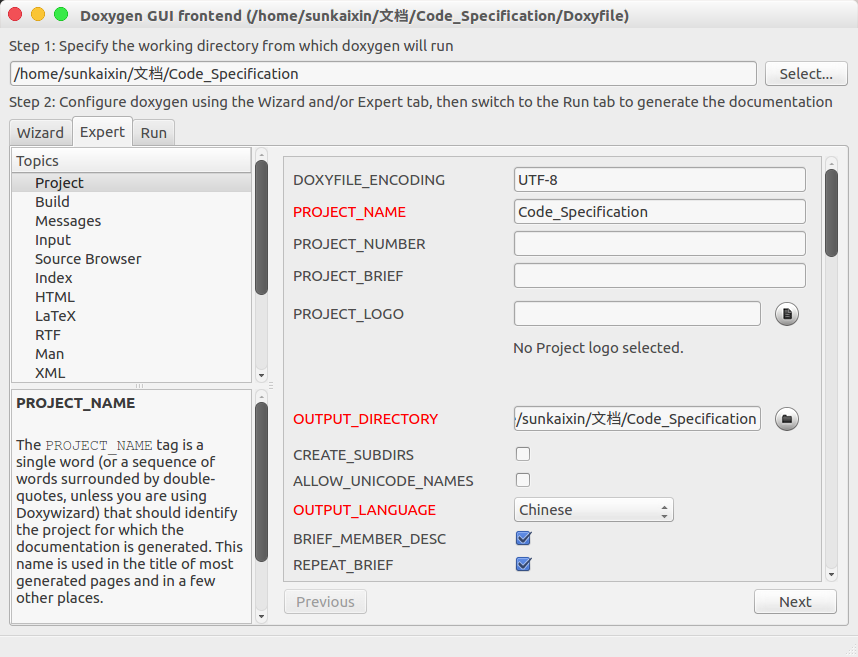 Doxygen GUI frontend (/home/sunkaixin/文档/Code_Specification/Doxyfile)
Step 1: Specify the working directory from which doxygen will run
/home/sunkaixin/文档/Code_Specification
Select...
Step 2: Configure doxygen using the Wizard and/or Expert tab, then switch to the Run tab to generate the documentation
Wizard
Expert
Run
Topics
Project
Build
Messages
Input
Source Browser
Index
HTML
LaTeX
RTF
Man
XML
PROJECT_NAME
The PROJECT_NAME tag is a
single word (or a sequence of
words surrounded by double-
quotes, unless you are using
Doxywizard) that should identify
the project for which the
documentation is generated. This
name is used in the title of most
generated pages and in a few
other places.
DOXYFILE_ENCODING
UTF-8
PROJECT_NAME
Code_Specification
PROJECT_NUMBER
PROJECT_BRIEF
PROJECT_LOGO
No Project logo selected.
OUTPUT_DIRECTORY
/sunkaixin/文档/Code_Specification
CREATE_SUBDIRS
ALLOW_UNICODE_NAMES
OUTPUT_LANGUAGE
Chinese
BRIEF_MEMBER_DESC
REPEAT_BRIEF
Previous
Next